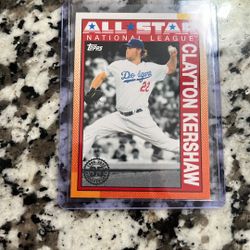 ALL★STAR
Topps
NATIONAL LEAGUE
CLAYTON KERSHAW
Dodgers
22